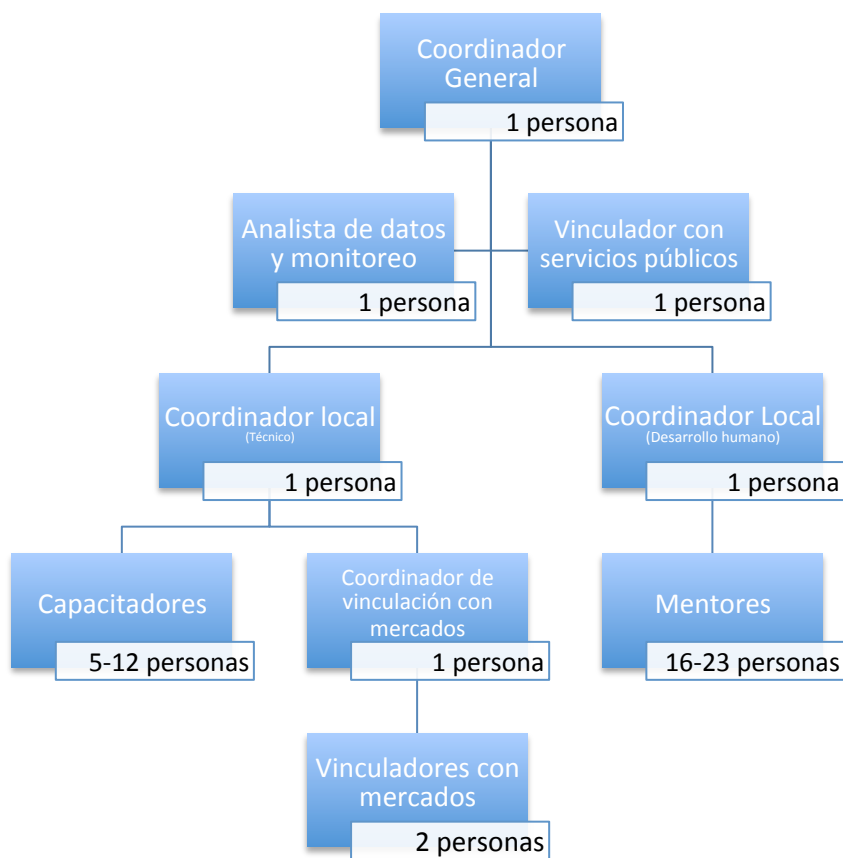 Coordinador
General
1 persona
Analista de datos
y monitoreo
1 persona
Vinculador con
servicios públicos
1 persona
Coordinador local
(Técnico)
1 persona
Coordinador Local
(Desarrollo humano)
1 persona
Capacitadores
5-12 personas
Coordinador de
vinculación con
mercados
1 persona
Mentores
16-23 personas
Vinculadores con
mercados
2 personas